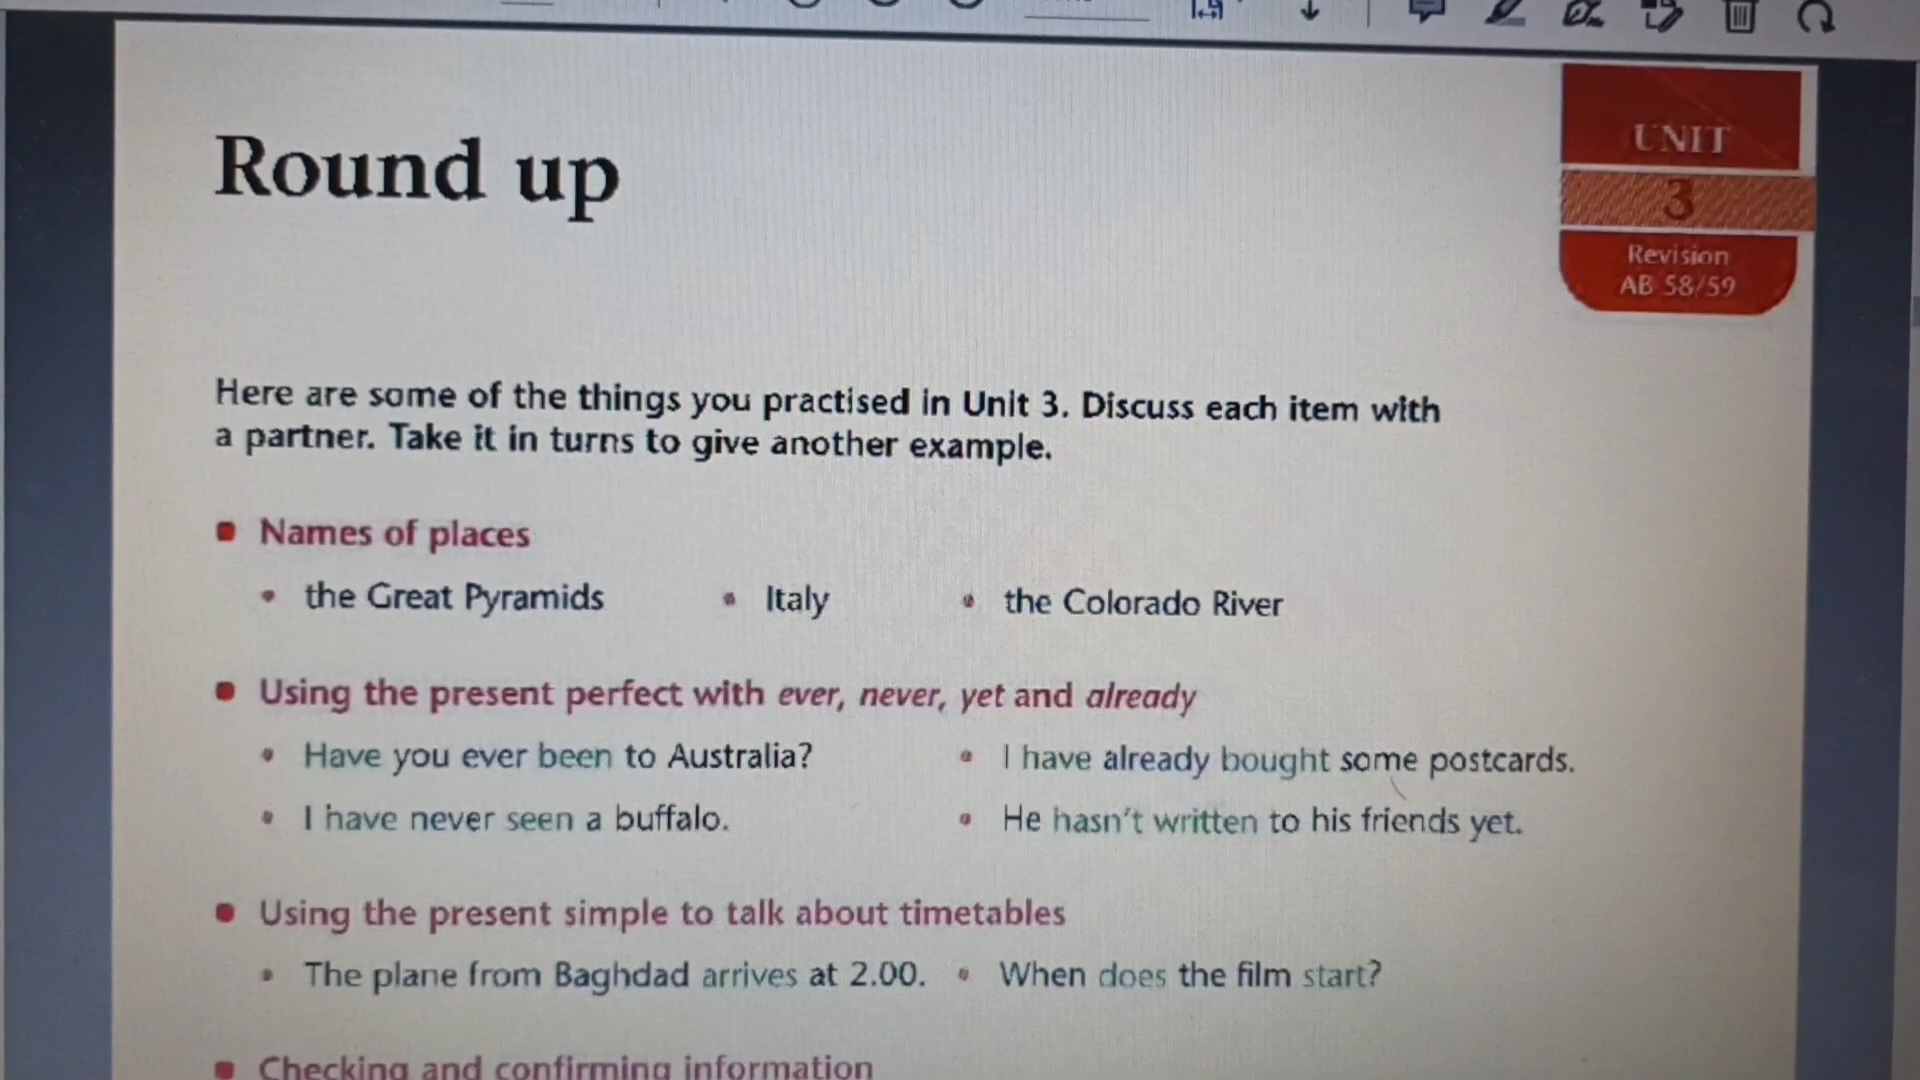 Round up
UNIT
3
Revision
AB 58/59
Here are some of the things you practised in Unit 3. Discuss each item with
a partner. Take it in turns to give another example.
Names of places
• the Great Pyramids • Italy • the Colorado River
Using the present perfect with ever, never, yet and already
• Have you ever been to Australia? • I have already bought some postcards.
• I have never seen a buffalo. • He hasn't written to his friends yet.
Using the present simple to talk about timetables
• The plane from Baghdad arrives at 2.00. • When does the film start?
Checking and confirming information